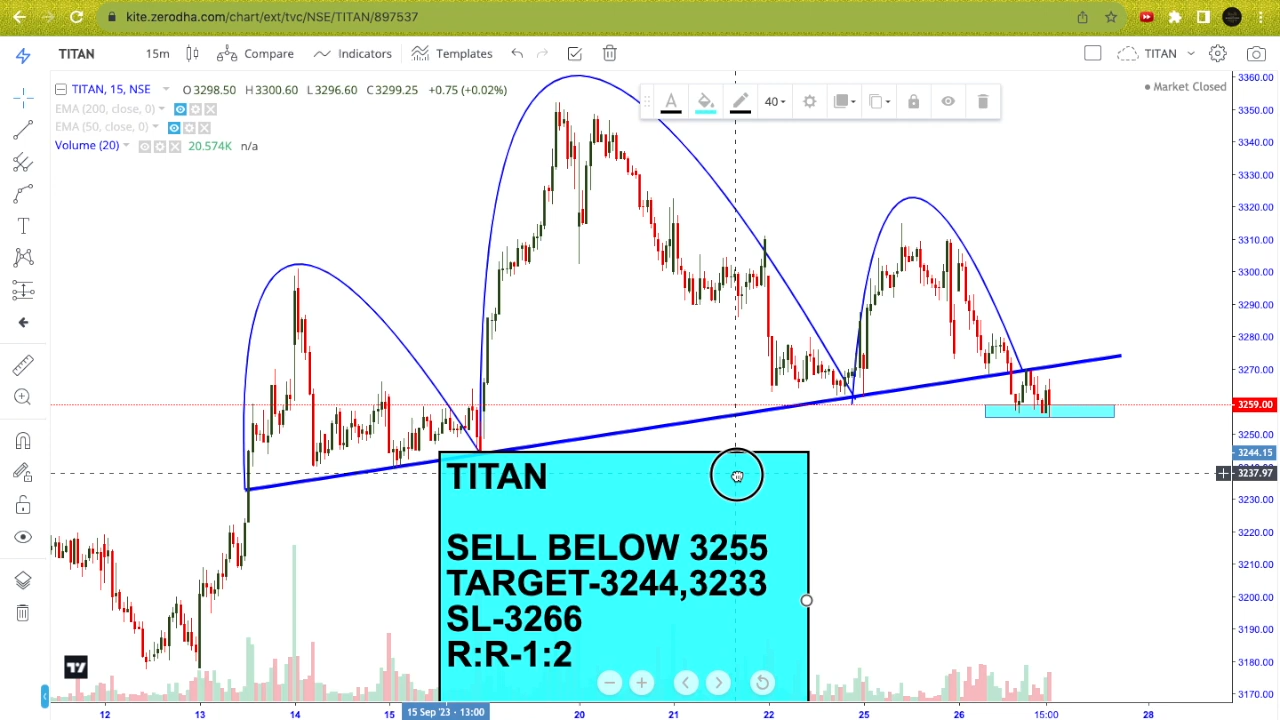 kite.zerodha.com/chart/ext/tvc/NSE/TITAN/897537
TITAN 15m Compare Indicators Templates TITAN
TITAN, 15, NSE O3298.50 H3300.60 L3296.60 C3299.25 +0.75 (+0.02%)
EMA (200, close, 0)
EMA (50, close, 0)
Volume (20) 20.574K n/a
40
Market Closed
3360.00
3350.00
3340.00
3330.00
3320.00
3310.00
3300.00
3290.00
3280.00
3270.00
3259.00
3250.00
3244.15
3237.97
3230.00
3220.00
3210.00
3200.00
3190.00
3180.00
3170.00
TITAN
SELL BELOW 3255
TARGET-3244,3233
SL-3266
R:R-1:2
12 13 14 15 15 Sep '23 - 13:00 20 21 22 25 26 15:00 28